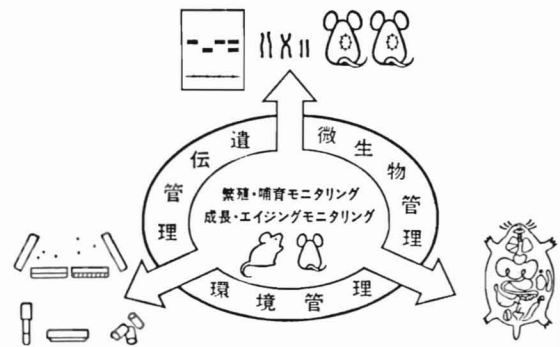 遺伝管理
微生物管理
繁殖・哺育モニタリング
成長・エイジングモニタリング
環境管理